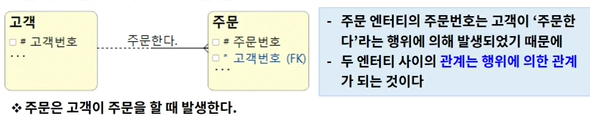 고객
# 고객번호
...
주문한다.
주문
# 주문번호
* 고객번호 (FK)
...
- 주문 엔터티의 주문번호는 고객이 ‘주문한
다’라는 행위에 의해 발생되었기 때문에
- 두 엔터티 사이의 관계는 행위에 의한 관계
가 되는 것이다
❖ 주문은 고객이 주문을 할 때 발생한다.